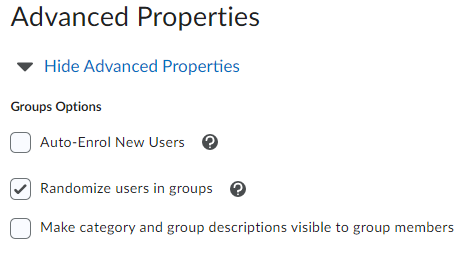 Advanced Properties
Hide Advanced Properties
Groups Options
Auto-Enrol New Users ?
Randomize users in groups ?
Make category and group descriptions visible to group members